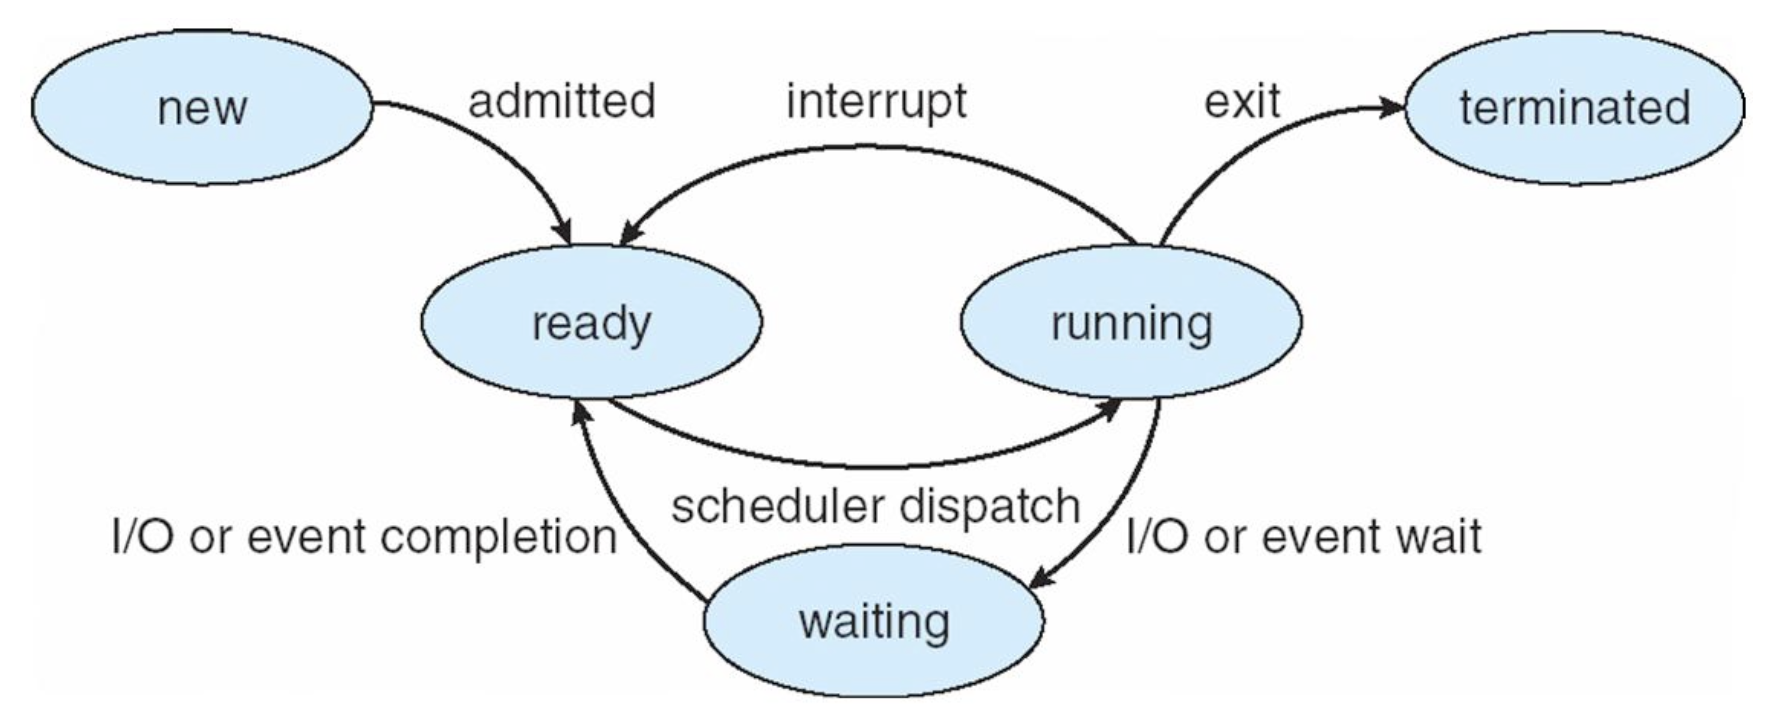 new
admitted
interrupt
exit
terminated
ready
running
scheduler dispatch
I/O or event completion
I/O or event wait
waiting